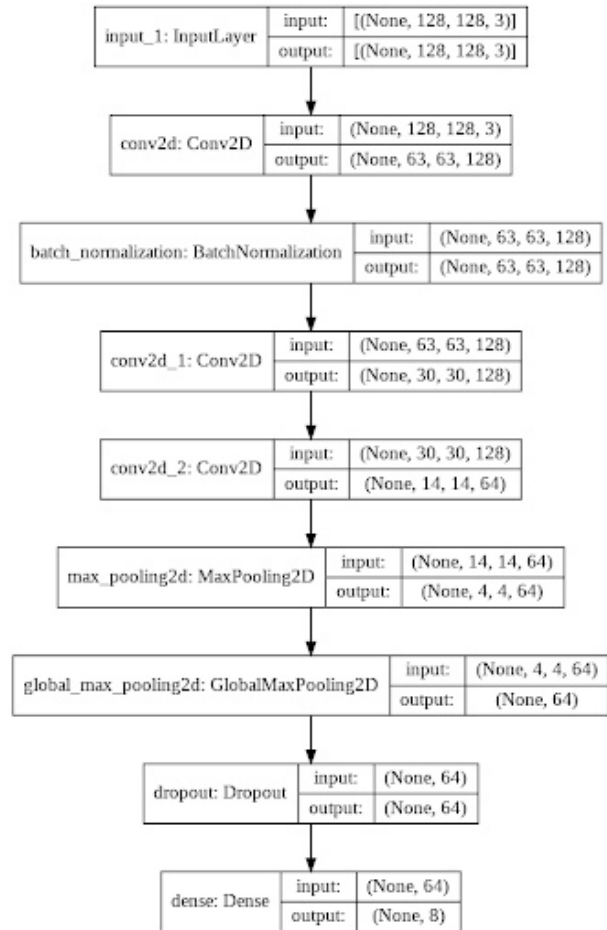 input_1: InputLayer
input: [(None, 128, 128, 3)]
output: [(None, 128, 128, 3)]
conv2d: Conv2D
input: (None, 128, 128, 3)
output: (None, 63, 63, 128)
batch_normalization: BatchNormalization
input: (None, 63, 63, 128)
output: (None, 63, 63, 128)
conv2d_1: Conv2D
input: (None, 63, 63, 128)
output: (None, 30, 30, 128)
conv2d_2: Conv2D
input: (None, 30, 30, 128)
output: (None, 14, 14, 64)
max_pooling2d: MaxPooling2D
input: (None, 14, 14, 64)
output: (None, 4, 4, 64)
global_max_pooling2d: GlobalMaxPooling2D
input: (None, 4, 4, 64)
output: (None, 64)
dropout: Dropout
input: (None, 64)
output: (None, 64)
dense: Dense
input: (None, 64)
output: (None, 8)